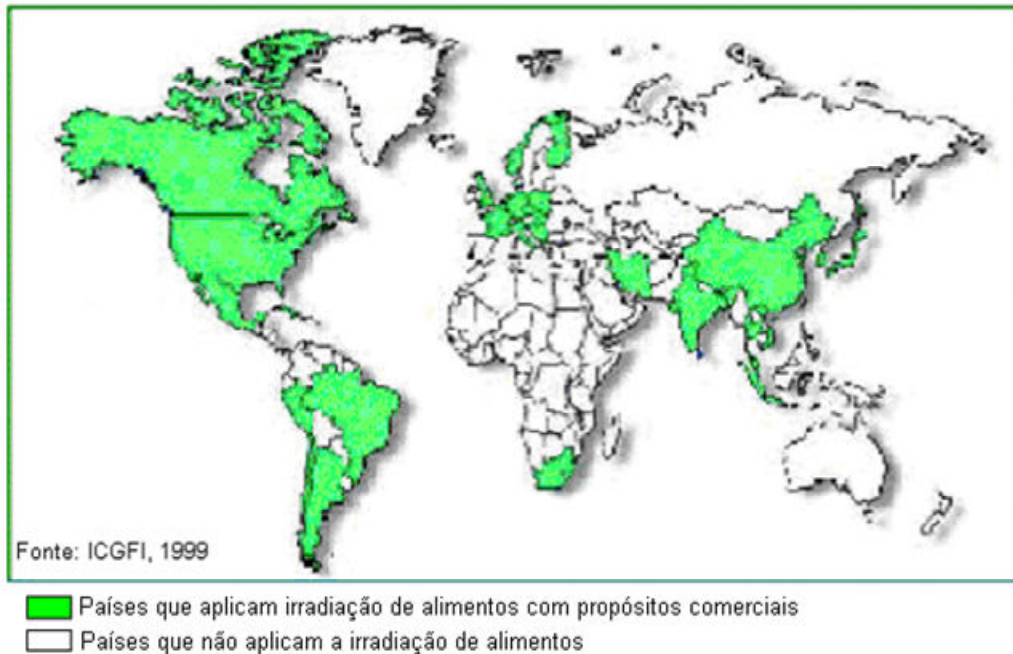 Fonte: ICGFI, 1999
Países que aplicam irradiação de alimentos com propósitos comerciais
Países que não aplicam a irradiação de alimentos